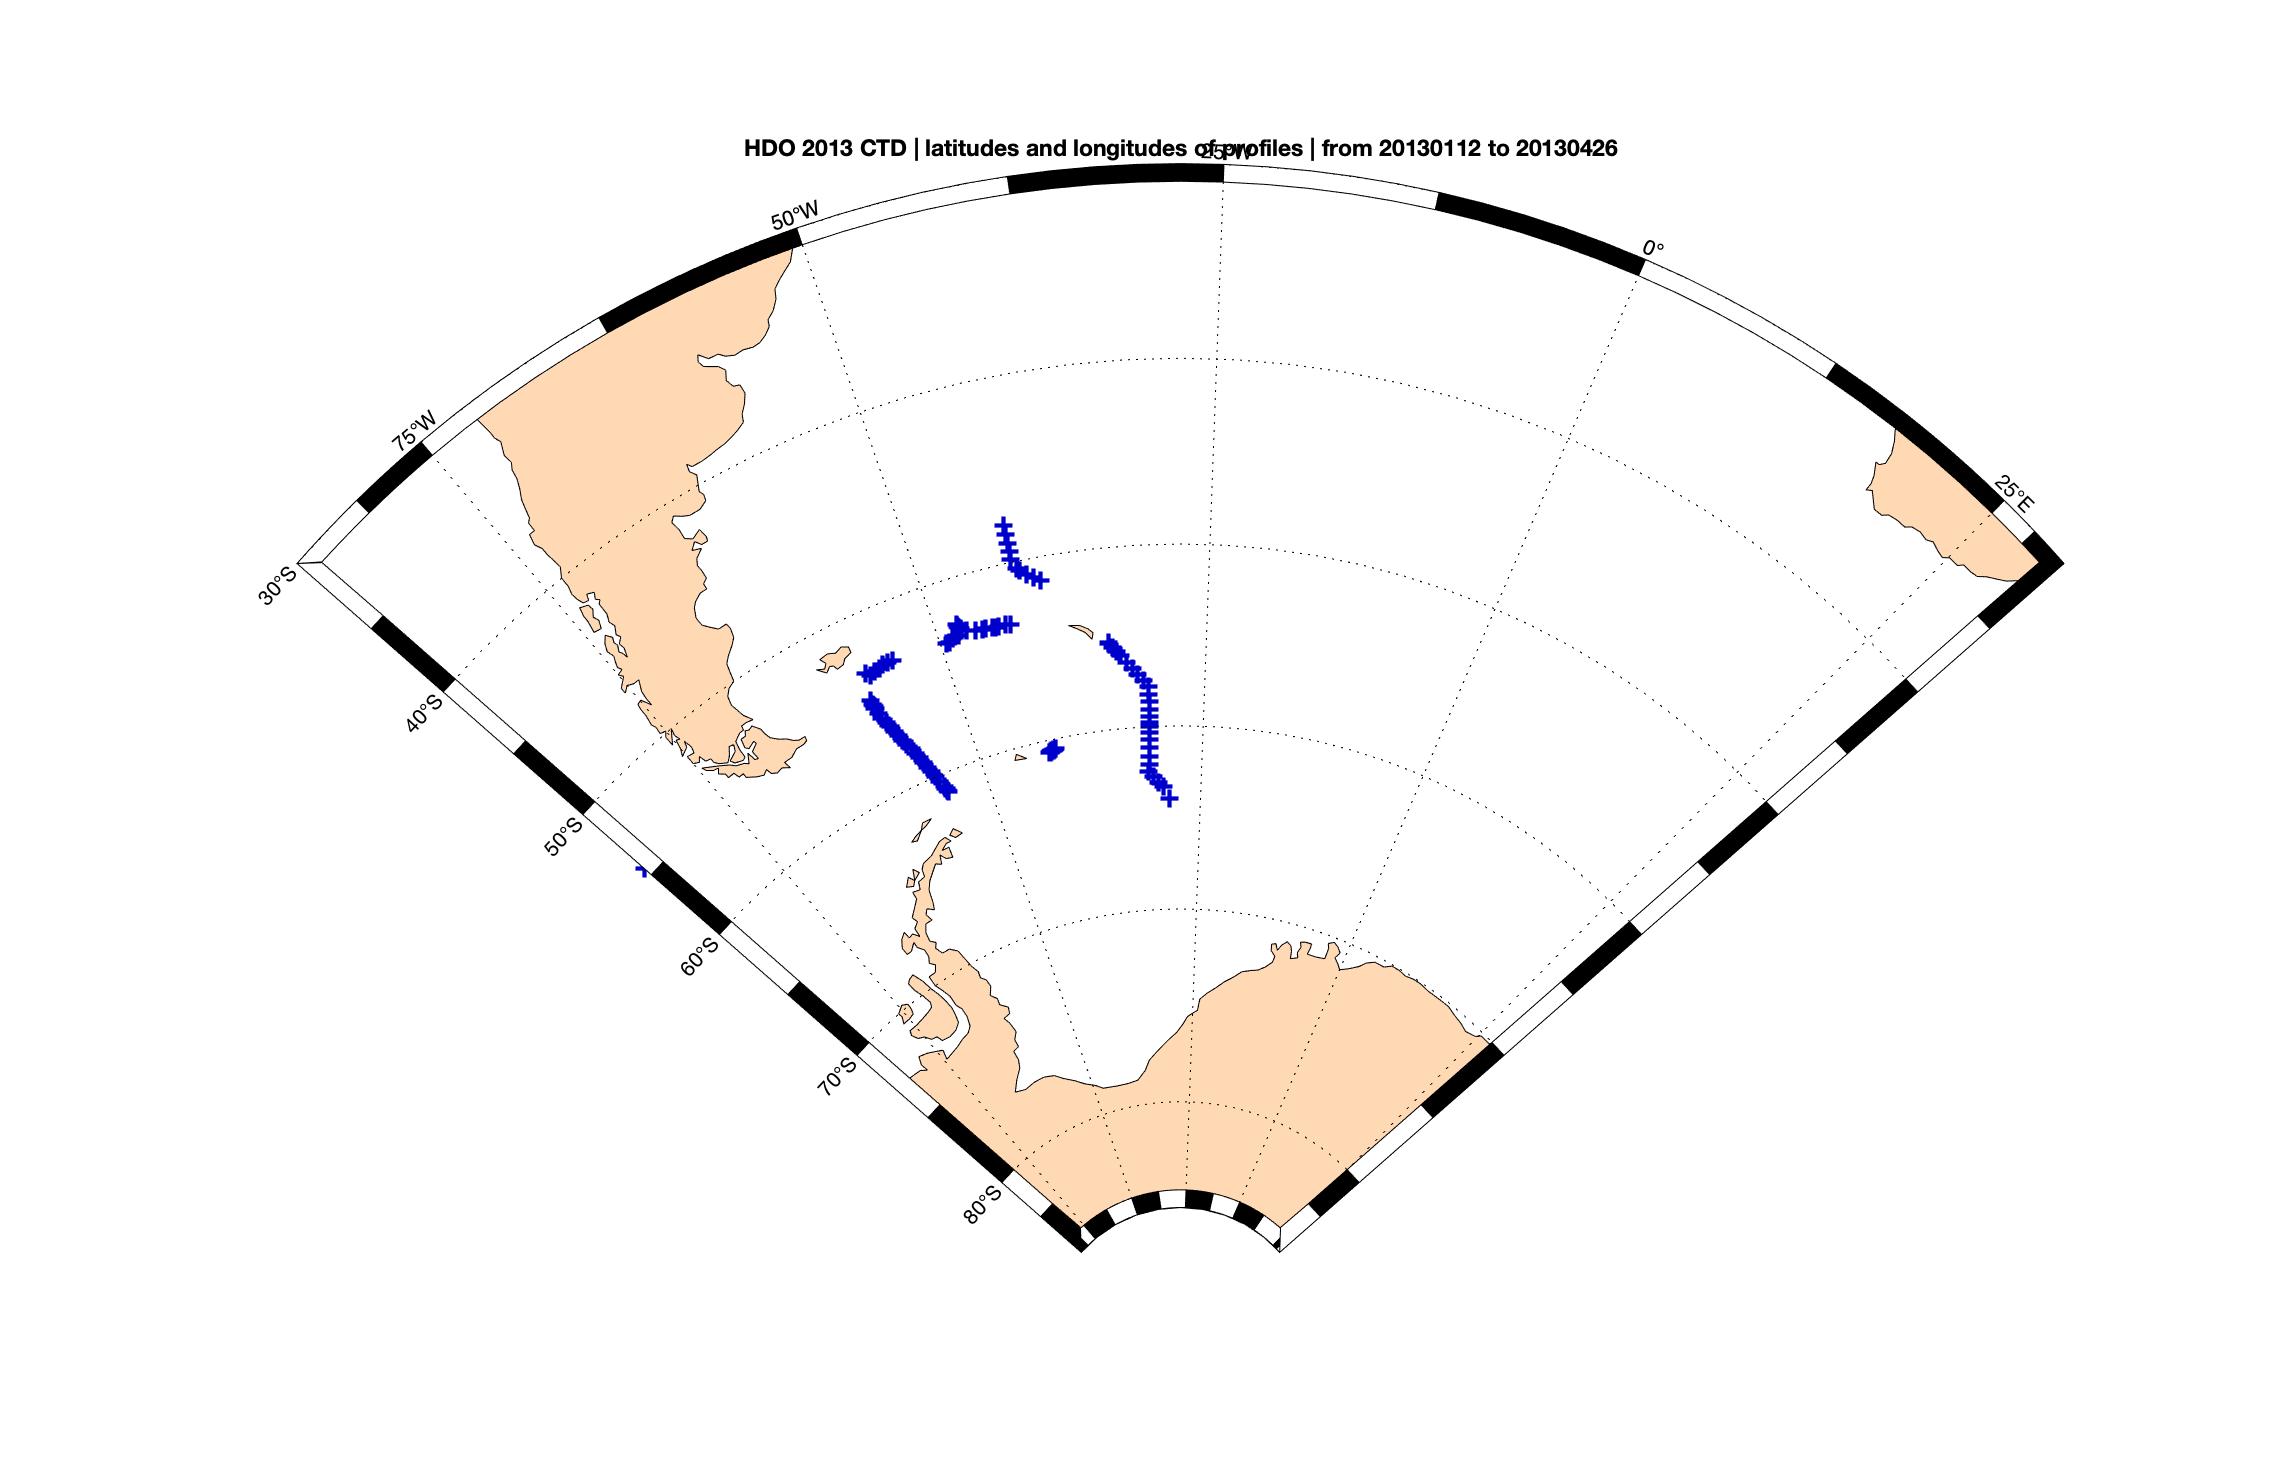 HDO 2013 CTD | latitudes and longitudes of profiles | from 20130112 to 20130426
25°W
50°W
0°
75°W
25°E
30°S
40°S
50°S
60°S
70°S
80°S